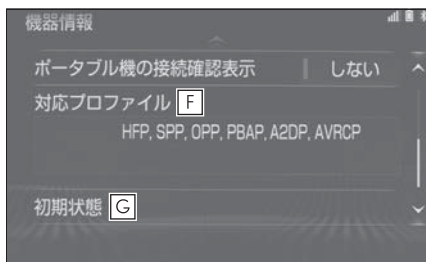 機器情報
ポータブル機の接続確認表示 しない
対応プロファイル F
HFP, SPP, OPP, PBAP, A2DP, AVRCP
初期状態 G